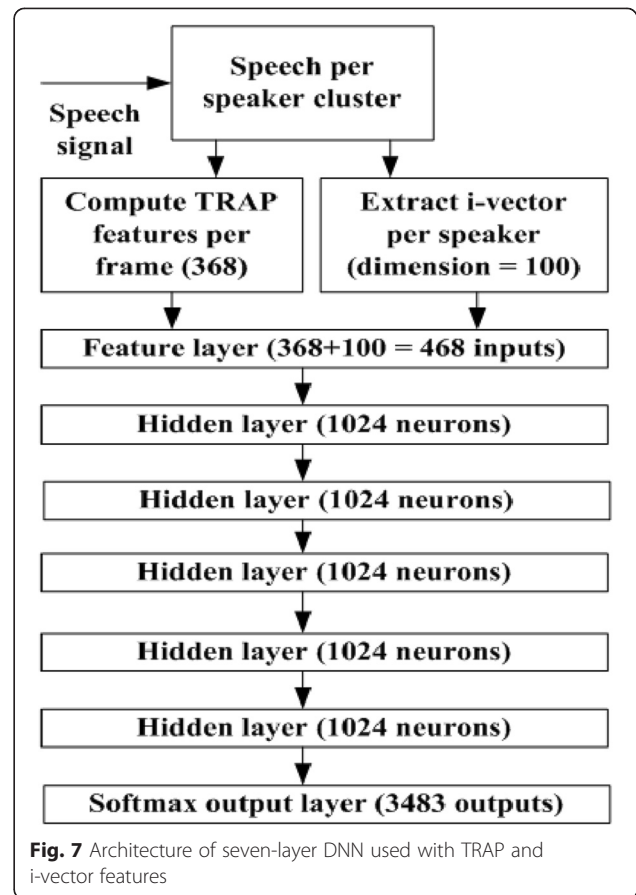 Speech per
speaker cluster
Speech
signal
Compute TRAP
features per
frame (368)
Extract i-vector
per speaker
(dimension = 100)
Feature layer (368+100 = 468 inputs)
Hidden layer (1024 neurons)
Hidden layer (1024 neurons)
Hidden layer (1024 neurons)
Hidden layer (1024 neurons)
Hidden layer (1024 neurons)
Softmax output layer (3483 outputs)
Fig. 7 Architecture of seven-layer DNN used with TRAP and
i-vector features